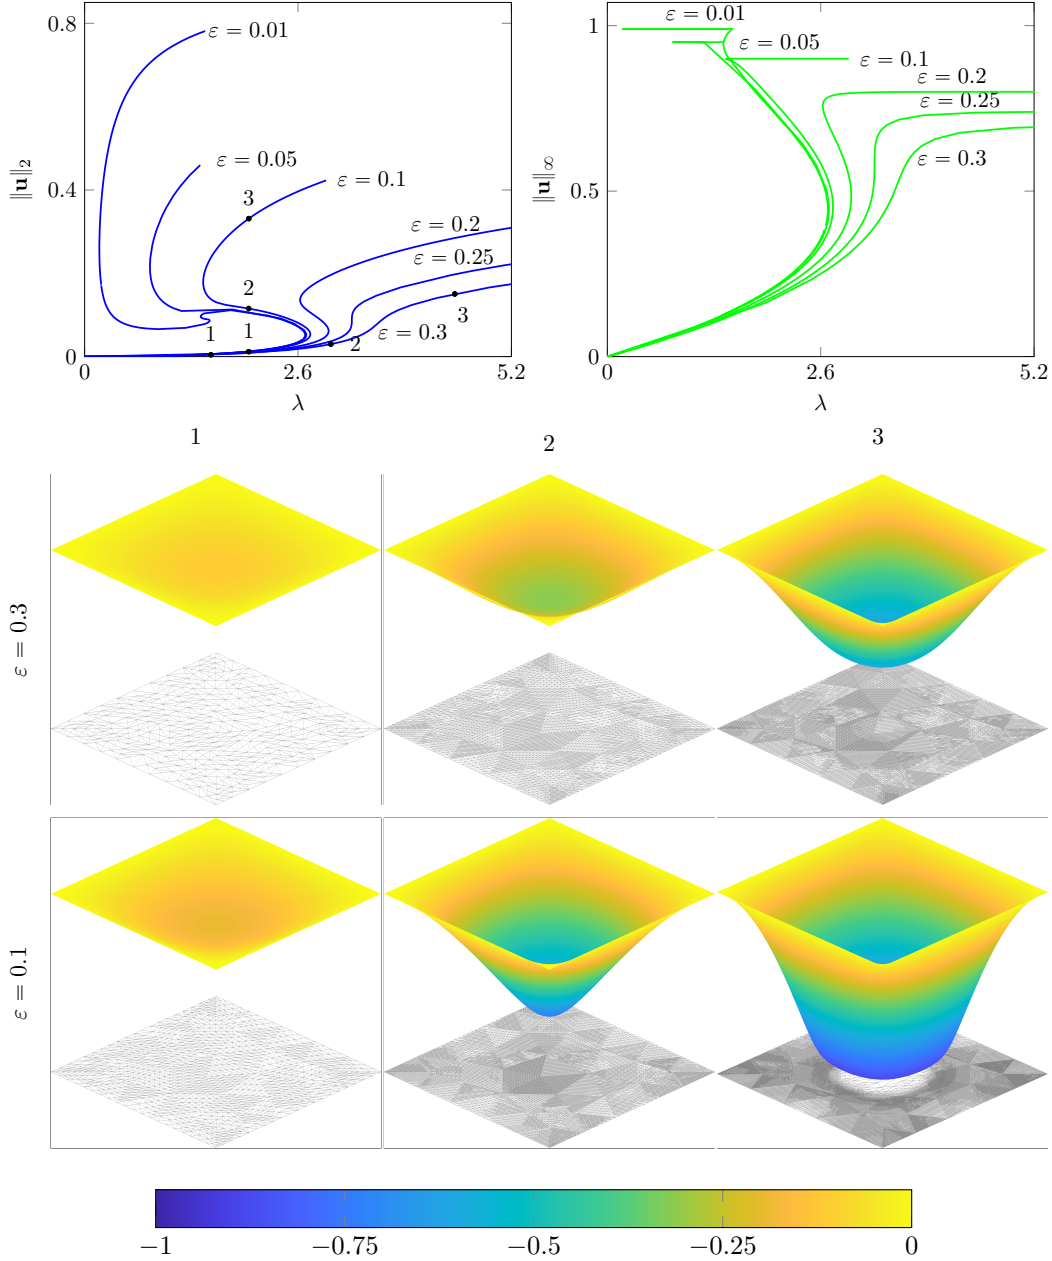 0.8
0.4
0
0
2.6
5.2
‖u‖₂
λ
ε = 0.01
ε = 0.05
ε = 0.1
ε = 0.2
ε = 0.25
ε = 0.3
3
2
1
1
2
3
1
0.5
0
0
2.6
5.2
‖u‖∞
λ
ε = 0.01
ε = 0.05
ε = 0.1
ε = 0.2
ε = 0.25
ε = 0.3
1
2
3
ε = 0.3
ε = 0.1
−1
−0.75
−0.5
−0.25
0